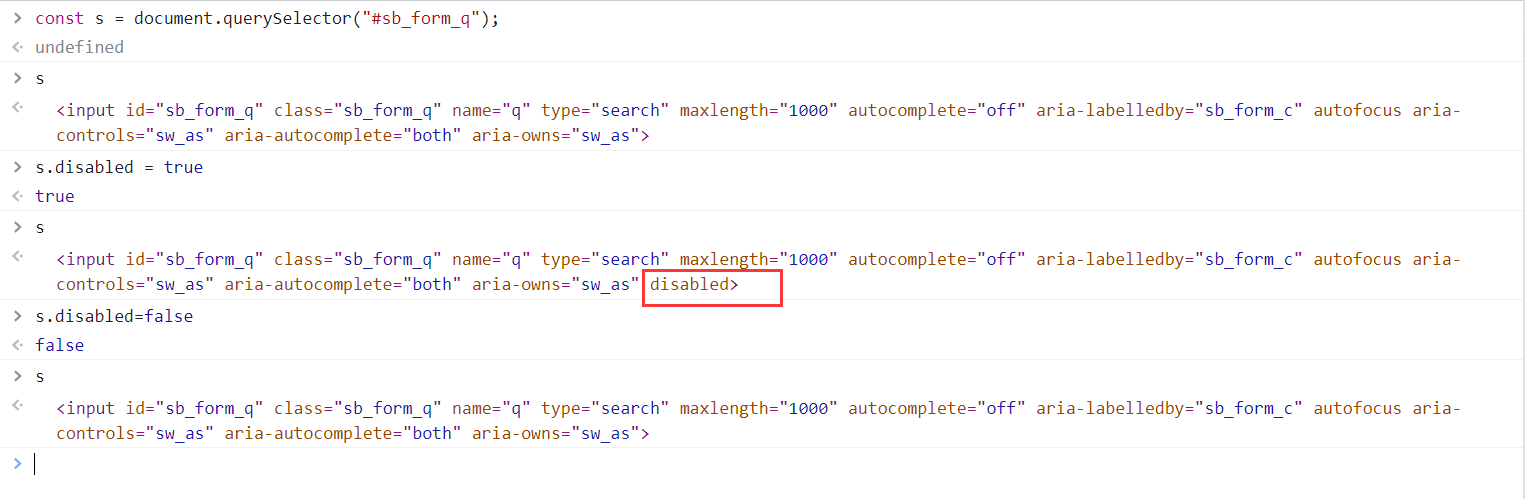 > const s = document.querySelector("#sb_form_q");
undefined
> s
<input id="sb_form_q" class="sb_form_q" name="q" type="search" maxlength="1000" autocomplete="off" aria-labelledby="sb_form_c" autofocus aria-
controls="sw_as" aria-autocomplete="both" aria-owns="sw_as">
> s.disabled = true
true
> s
<input id="sb_form_q" class="sb_form_q" name="q" type="search" maxlength="1000" autocomplete="off" aria-labelledby="sb_form_c" autofocus aria-
controls="sw_as" aria-autocomplete="both" aria-owns="sw_as" disabled>
> s.disabled=false
false
> s
<input id="sb_form_q" class="sb_form_q" name="q" type="search" maxlength="1000" autocomplete="off" aria-labelledby="sb_form_c" autofocus aria-
controls="sw_as" aria-autocomplete="both" aria-owns="sw_as">
>